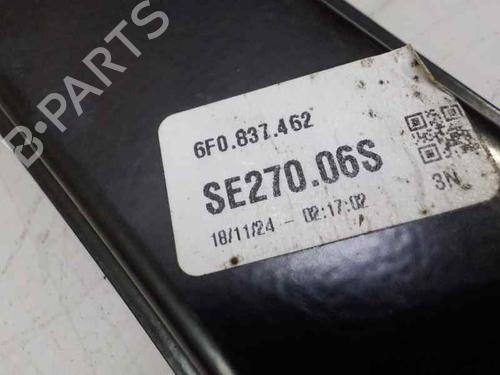 B-PARTS
6F0.837.462
SE270.06S
3N
18/11/24 - 02:17:02